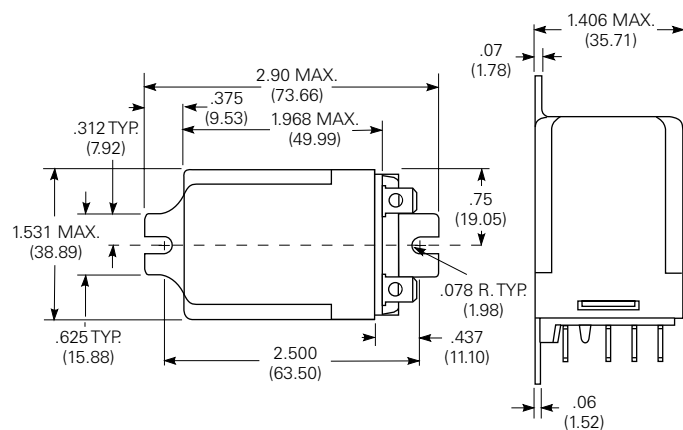 1.406 MAX.
(35.71)
.07
(1.78)
2.90 MAX.
(73.66)
.375
(9.53)
1.968 MAX.
(49.99)
.312 TYP.
(7.92)
.75
(19.05)
1.531 MAX.
(38.89)
.078 R. TYP.
(1.98)
.625 TYP.
(15.88)
2.500
(63.50)
.437
(11.10)
.06
(1.52)